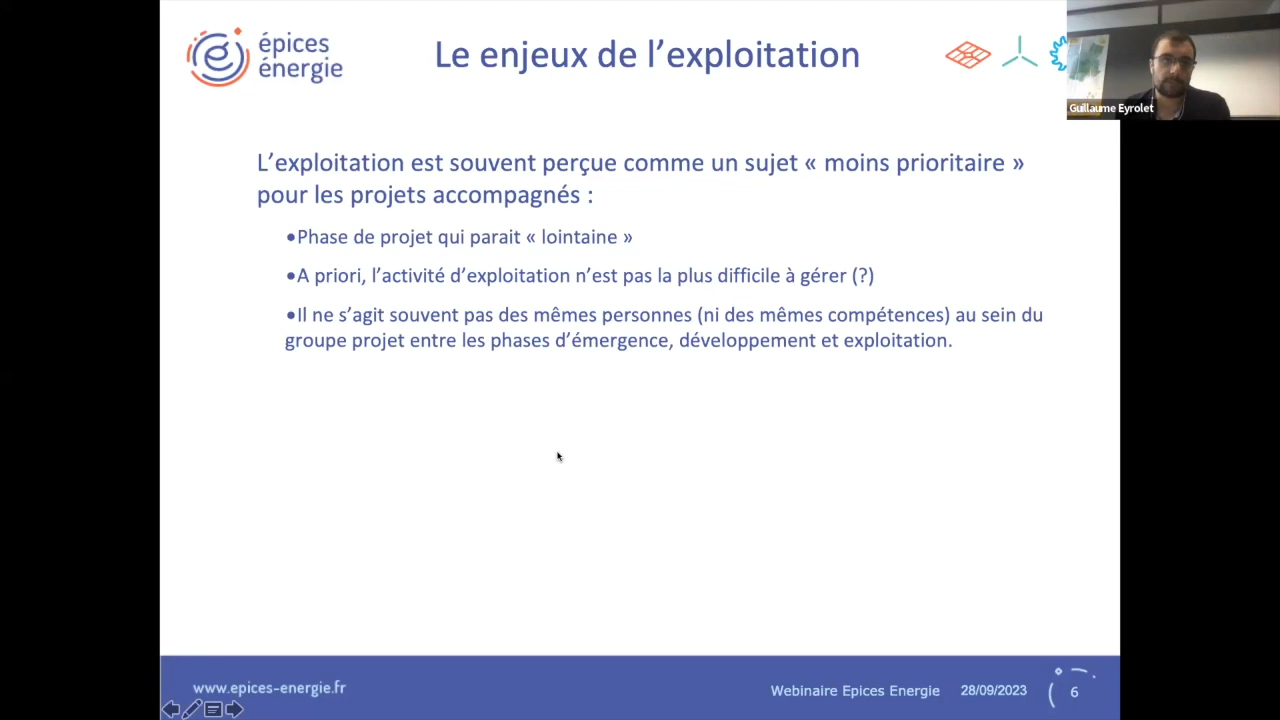 épices
énergie
Le enjeux de l’exploitation
Guillaume Eyrolet
L’exploitation est souvent perçue comme un sujet « moins prioritaire »
pour les projets accompagnés :
•Phase de projet qui parait « lointaine »
•A priori, l’activité d’exploitation n’est pas la plus difficile à gérer (?)
•Il ne s’agit souvent pas des mêmes personnes (ni des mêmes compétences) au sein du
groupe projet entre les phases d’émergence, développement et exploitation.
www.epices-energie.fr
Webinaire Epices Energie 28/09/2023 6